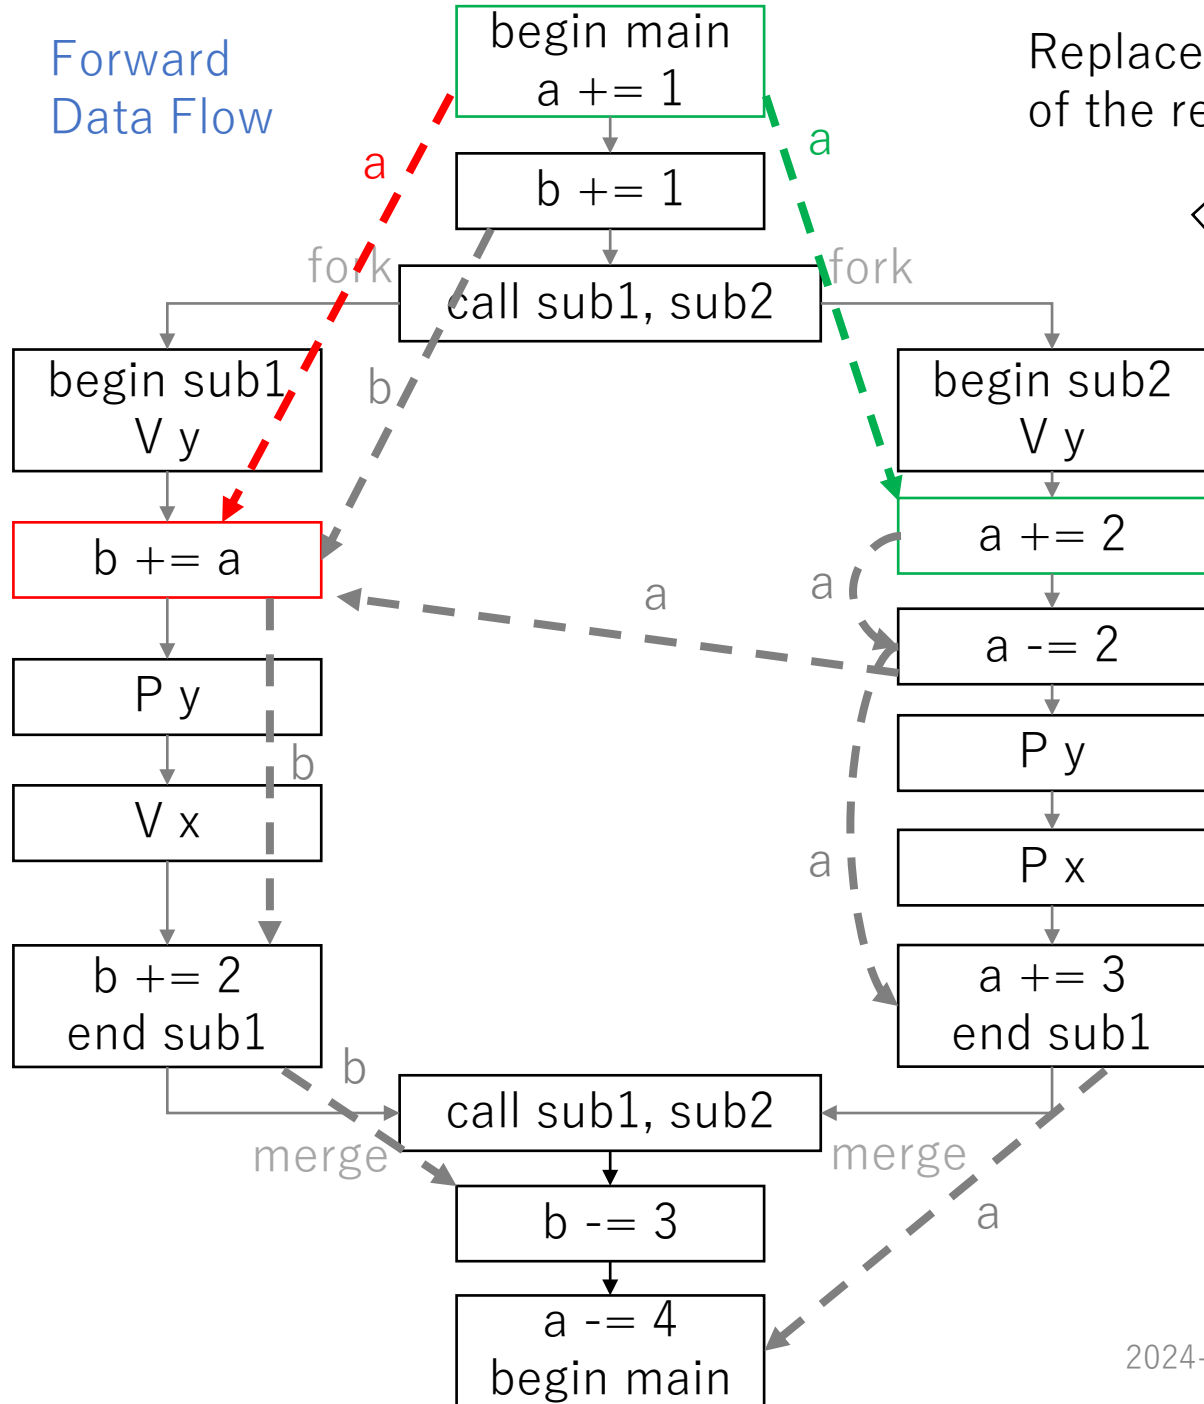 Forward
Data Flow
begin main
a += 1
Replace
of the re
a
a
b += 1
fork
call sub1, sub2
fork
begin sub1
V y
b
begin sub2
V y
b += a
a += 2
a
a
a -= 2
P y
P y
b
V x
a
P x
b += 2
end sub1
a += 3
end sub1
b
call sub1, sub2
merge
merge
b -= 3
a
a -= 4
begin main
2024-